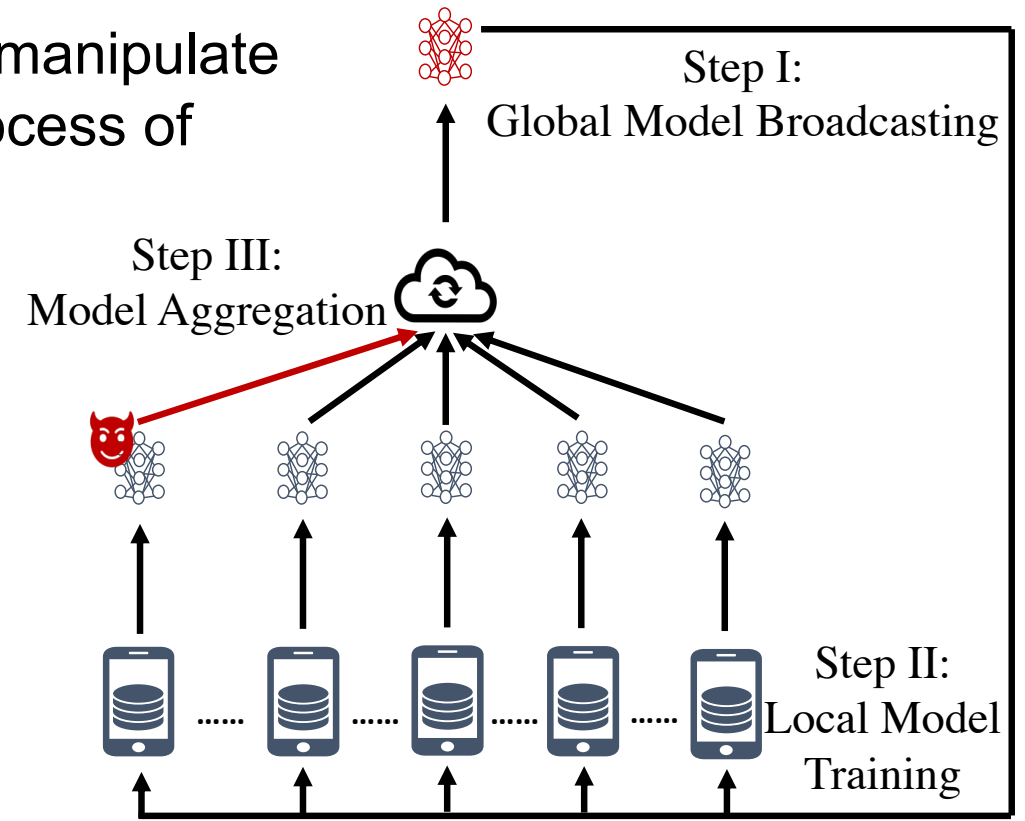 manipulate
Step I:
ocess of
Global Model Broadcasting
Step III:
Model Aggregation
......
......
......
......
Step II:
Local Model
Training